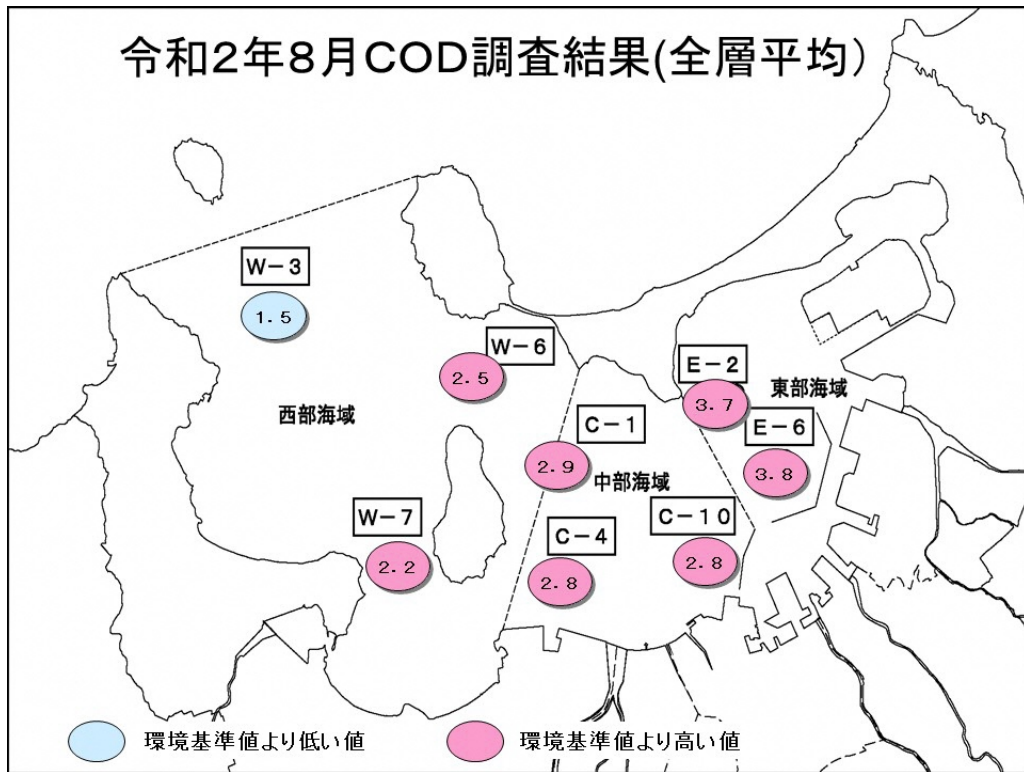 令和2年8月COD調査結果(全層平均)
W-3
1.5
W-6
2.5
E-2
3.7
東部海域
西部海域
C-1
2.9
E-6
3.8
中部海域
W-7
2.2
C-4
2.8
C-10
2.8
環境基準値より低い値
環境基準値より高い値